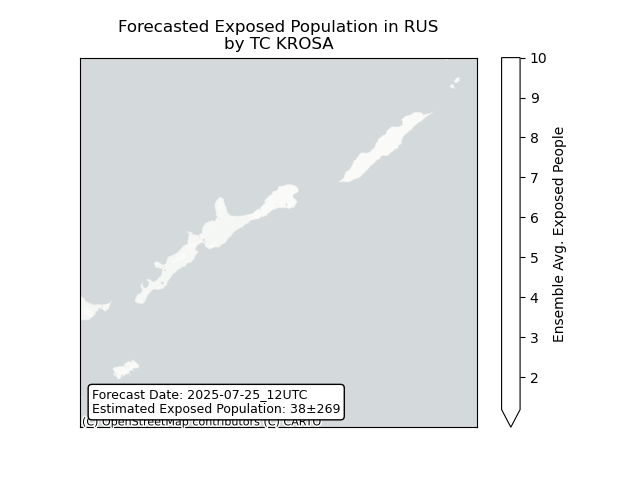 Forecasted Exposed Population in RUS
by TC KROSA
10
9
8
7
6
5
4
3
2
Ensemble Avg. Exposed People
Forecast Date: 2025-07-25_12UTC
Estimated Exposed Population: 38±269
(C) OpenStreetMap contributors (C) CARTO